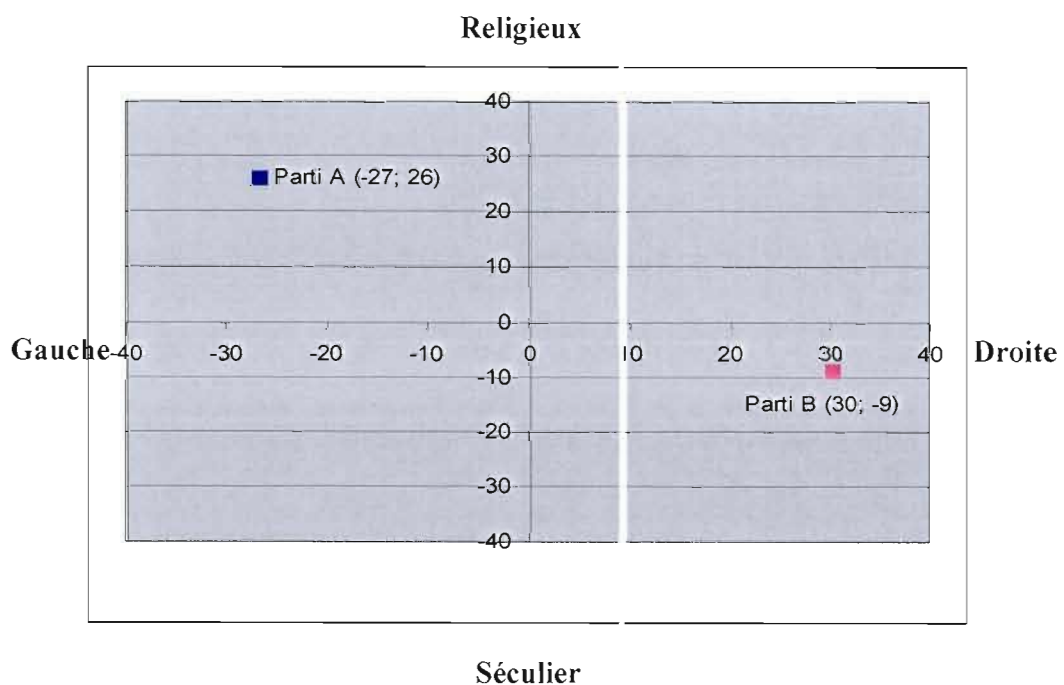 Religieux
40
30
Parti A (-27; 26)
20
10
0
Gauche -40 -30 -20 -10 0 10 20 30 40 Droite
-10
Parti B (30; -9)
-20
-30
-40
Séculier